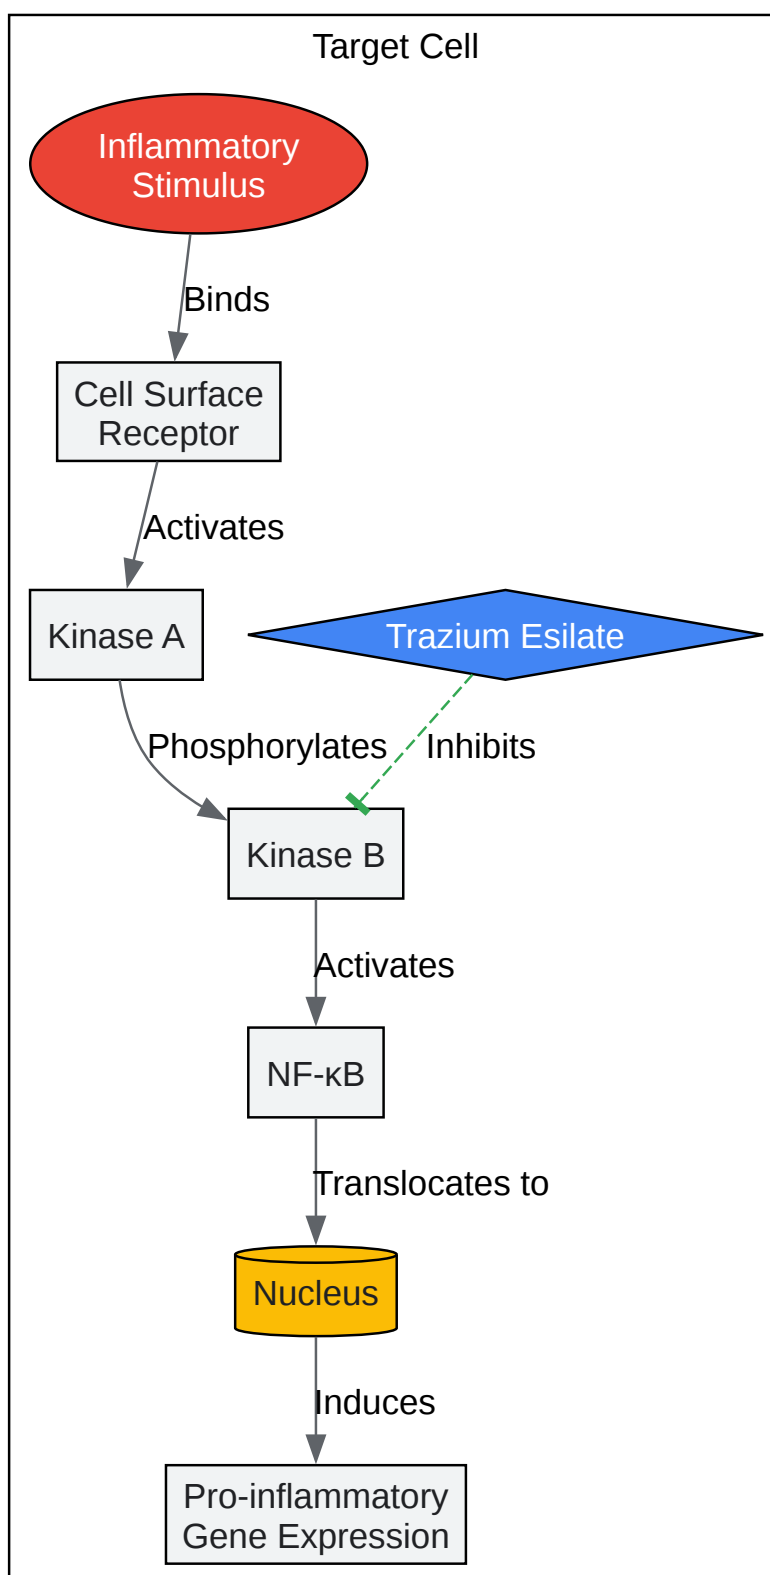 Target Cell
Inflammatory
Stimulus
Binds
Cell Surface
Receptor
Activates
Kinase A
Trazium Esilate
Phosphorylates
Inhibits
Kinase B
Activates
NF-κB
Translocates to
Nucleus
Induces
Pro-inflammatory
Gene Expression